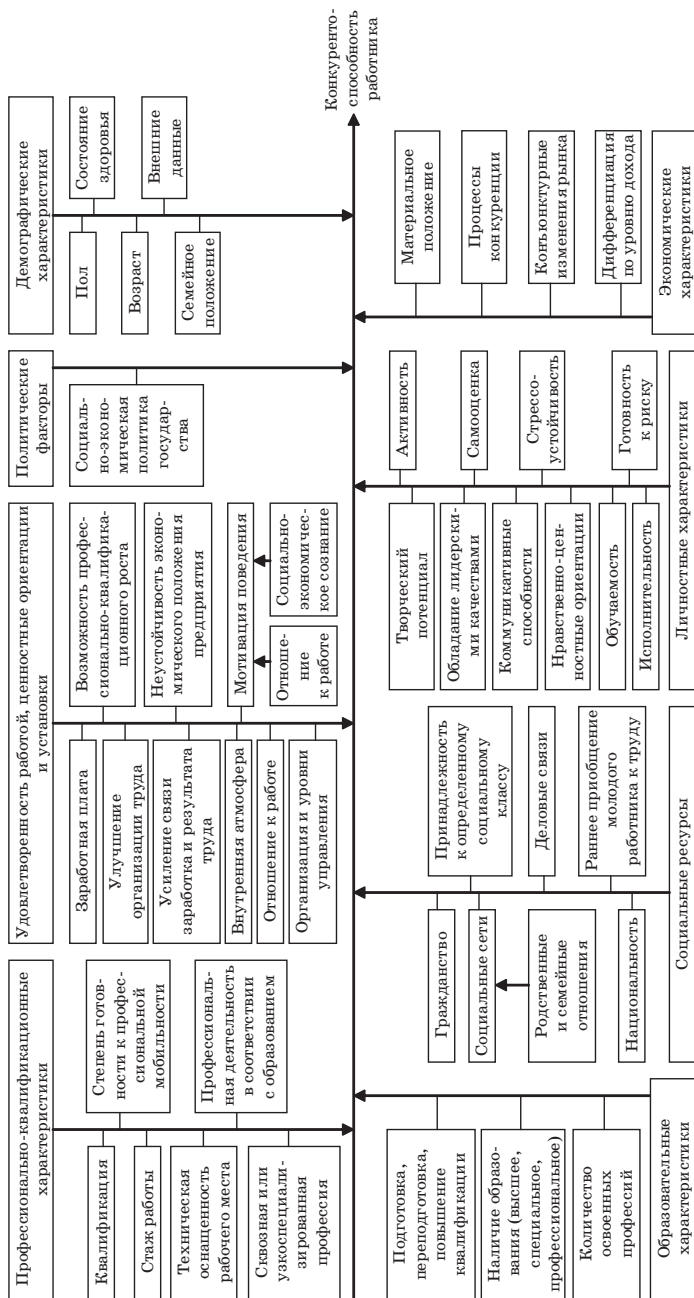 Профессионально-квалификационные
характеристики
Квалификация
Стаж работы
Техническая
оснащенность
рабочего места
Сквозная или
узкоспециали-
зированная
профессия
Степень готов-
ности к профес-
сиональной
мобильности
Профессиональ-
ная деятельность
в соответствии
с образованием
Удовлетворенность работой, ценностные ориентации
и установки
Заработная плата
Улучшение
организации труда
Усиление связи
заработка и результата
труда
Внутренняя атмосфера
Отношение к работе
Организация и уровни
управления
Возможность профес-
сионально-квалифика-
ционного роста
Неустойчивость эконо-
мического положения
предприятия
Мотивация поведения
Отноше-
ние
к работе
Социально-
экономичес-
кое сознание
Политические
факторы
Социаль-
но-эконо-
мическая
политика
государ-
ства
Демографические
характеристики
Пол
Возраст
Семейное
положение
Состояние
здоровья
Внешние
данные
Конкуренто-
способность
работника
Подготовка,
переподготовка,
повышение
квалификации
Наличие образо-
вания (высшее,
специальное,
профессиональное)
Количество
освоенных
профессий
Образовательные
характеристики
Гражданство
Социальные сети
Родственные
и семейные
отношения
Национальность
Принадлежность
к определенному
социальному
классу
Деловые связи
Раннее приобщение
молодого
работника к труду
Социальные ресурсы
Творческий
потенциал
Обладание лидерски-
ми качествами
Коммуникативные
способности
Нравственно-цен-
ностные ориентации
Обучаемость
Исполнительность
Активность
Самооценка
Стрессо-
устойчивость
Готовность
к риску
Личностные характеристики
Материальное
положение
Процессы
конкуренции
Конъюнктурные
изменения рынка
Дифференциация
по уровню дохода
Экономические
характеристики